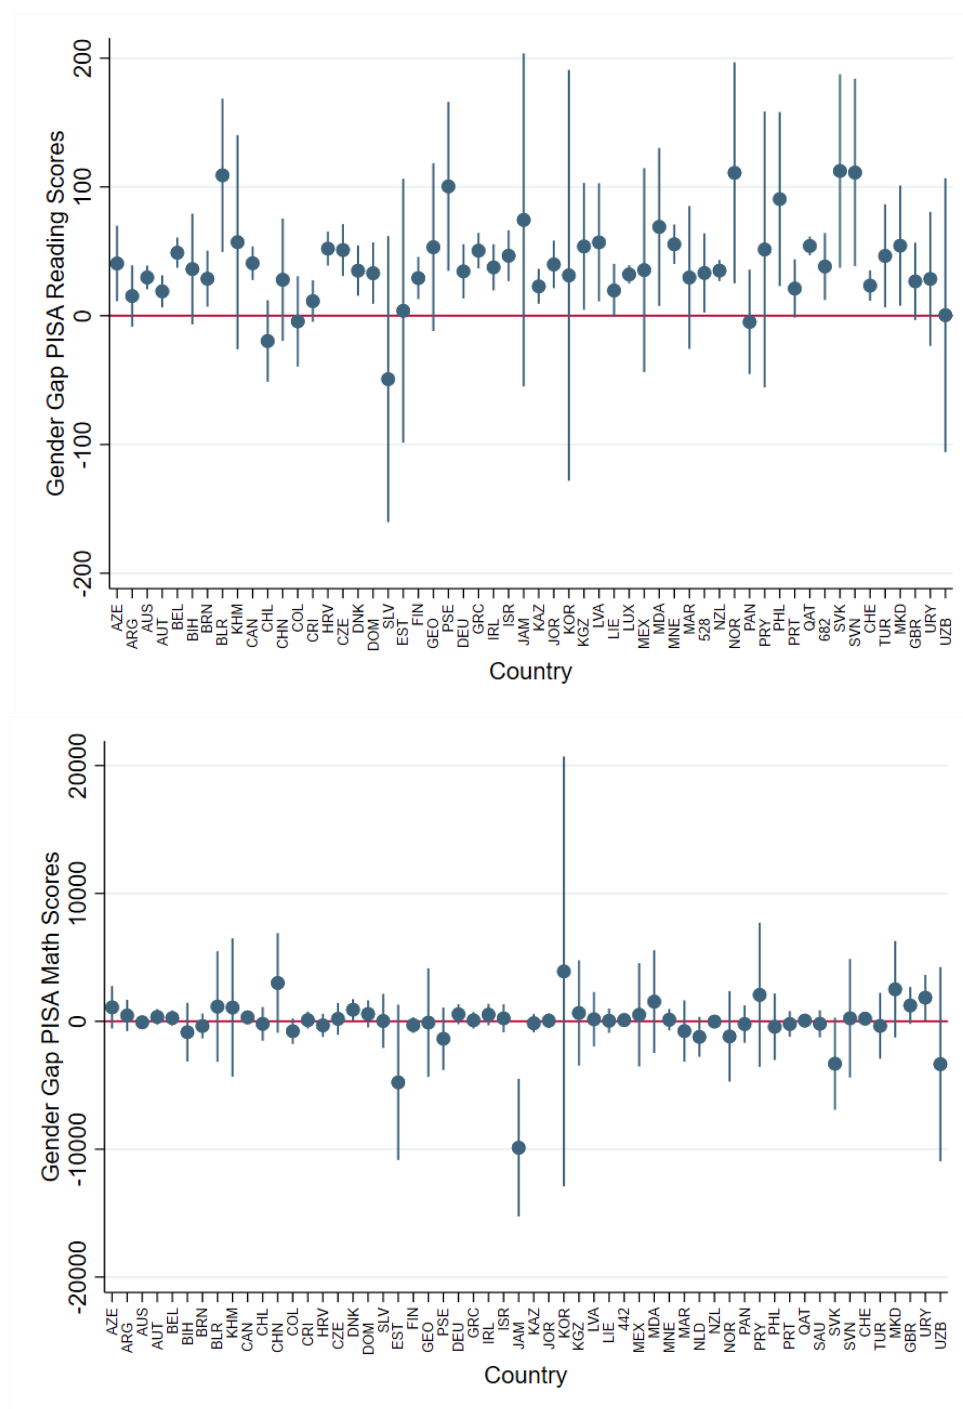 Gender Gap PISA Reading Scores
200
100
0
-100
-200
AZE ARG AUS AUT BEL BIH BRN BLR KHM CAN CHL CHN COL CRI HRV CZE DNK DOM SLV EST FIN GEO PSE DEU GRC IRL ISR JAM KAZ JOR KOR KGZ LVA LIE LUX MEX MDA MNE MAR 528 NZL NOR PAN PRY PHL PRT QAT 682 SVK SVN CHE TUR MKD GBR URY UZB
Country
Gender Gap PISA Math Scores
20000
10000
0
-10000
-20000
AZE ARG AUS AUT BEL BIH BRN BLR KHM CAN CHL CHN COL CRI HRV CZE DNK DOM SLV EST FIN GEO PSE DEU GRC IRL ISR JAM KAZ JOR KOR KGZ LVA LIE 442 MEX MDA MNE MAR NLD NZL NOR PAN PRY PHL PRT QAT SAU SVK SVN CHE TUR MKD GBR URY UZB
Country